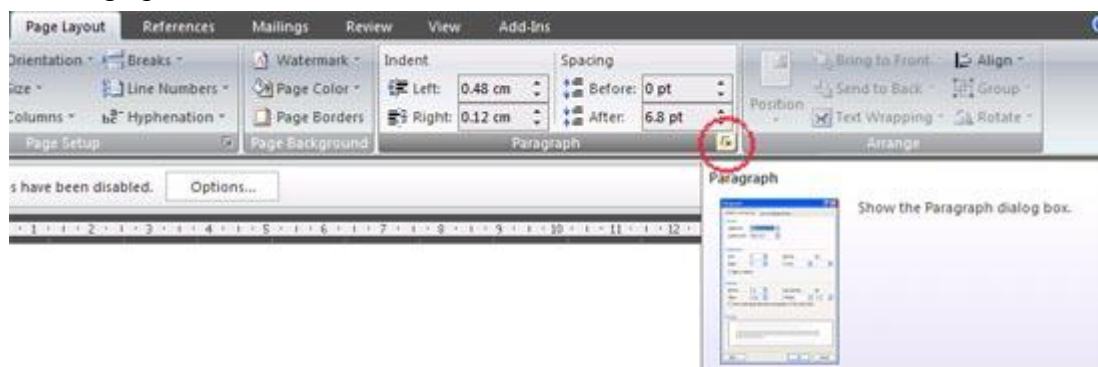 Page Layout References Mailings Review View Add-Ins
Orientation Breaks Watermark Indent Spacing Bring to Front Align
Size Line Numbers Page Color Left: 0.48 cm Before: 0 pt Position Send to Back Group
Columns Hyphenation Page Borders Right: 0.12 cm After: 6.8 pt Text Wrapping Rotate
Page Setup Page Background Paragraph Arrange
s have been disabled. Options...
Paragraph
Show the Paragraph dialog box.
1 2 3 4 5 6 7 8 9 10 11 12